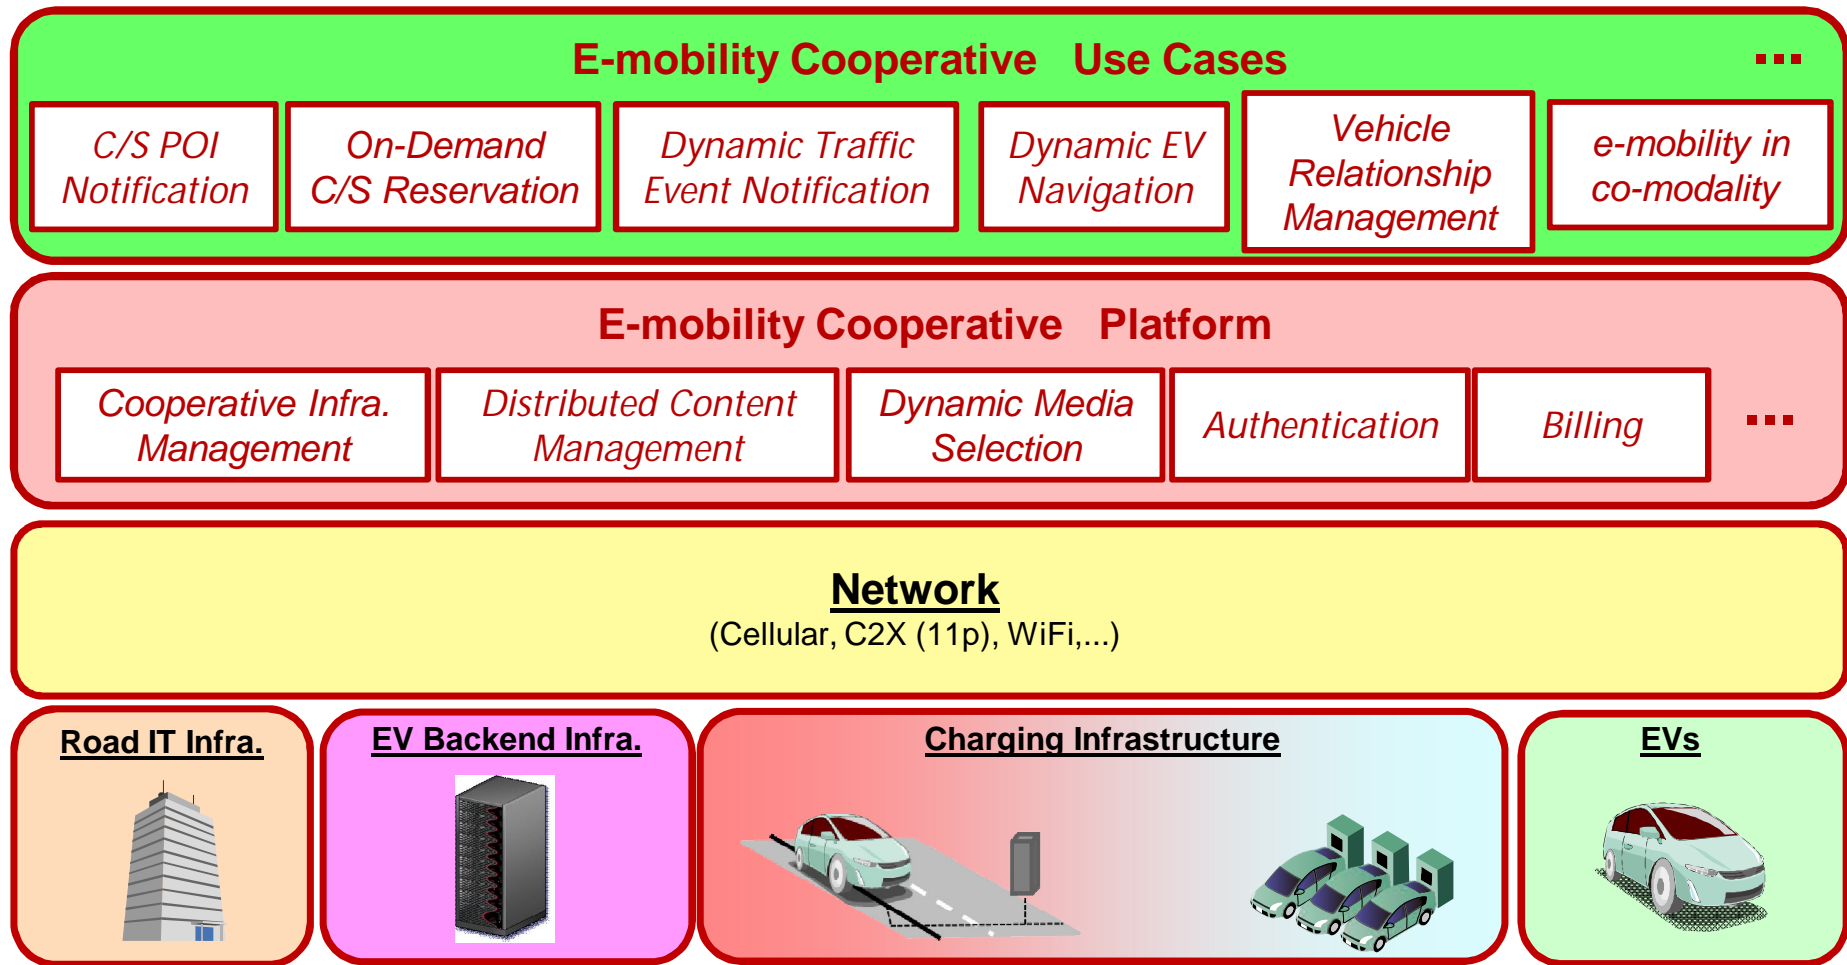 E-mobility Cooperative Use Cases ...
C/S POI
Notification
On-Demand
C/S Reservation
Dynamic Traffic
Event Notification
Dynamic EV
Navigation
Vehicle
Relationship
Management
e-mobility in
co-modality
E-mobility Cooperative Platform
Cooperative Infra.
Management
Distributed Content
Management
Dynamic Media
Selection
Authentication
Billing
...
Network
(Cellular, C2X (11p), WiFi,...)
Road IT Infra.
EV Backend Infra.
Charging Infrastructure
EVs